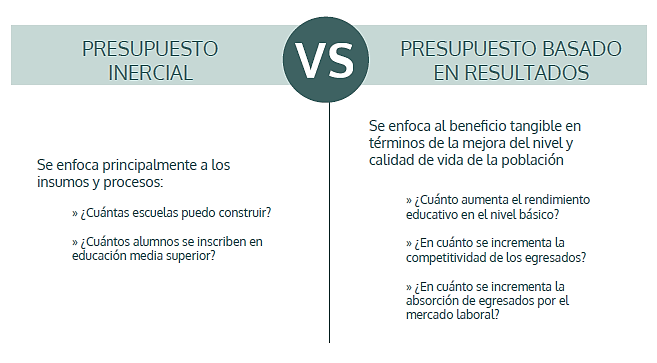 PRESUPUESTO
INERCIAL
VS
PRESUPUESTO BASADO
EN RESULTADOS
Se enfoca principalmente a los
insumos y procesos:
» ¿Cuántas escuelas puedo construir?
» ¿Cuántos alumnos se inscriben en
educación media superior?
Se enfoca al beneficio tangible en
términos de la mejora del nivel y
calidad de vida de la población
» ¿Cuánto aumenta el rendimiento
educativo en el nivel básico?
» ¿En cuánto se incrementa la
competitividad de los egresados?
» ¿En cuánto se incrementa la
absorción de egresados por el
mercado laboral?